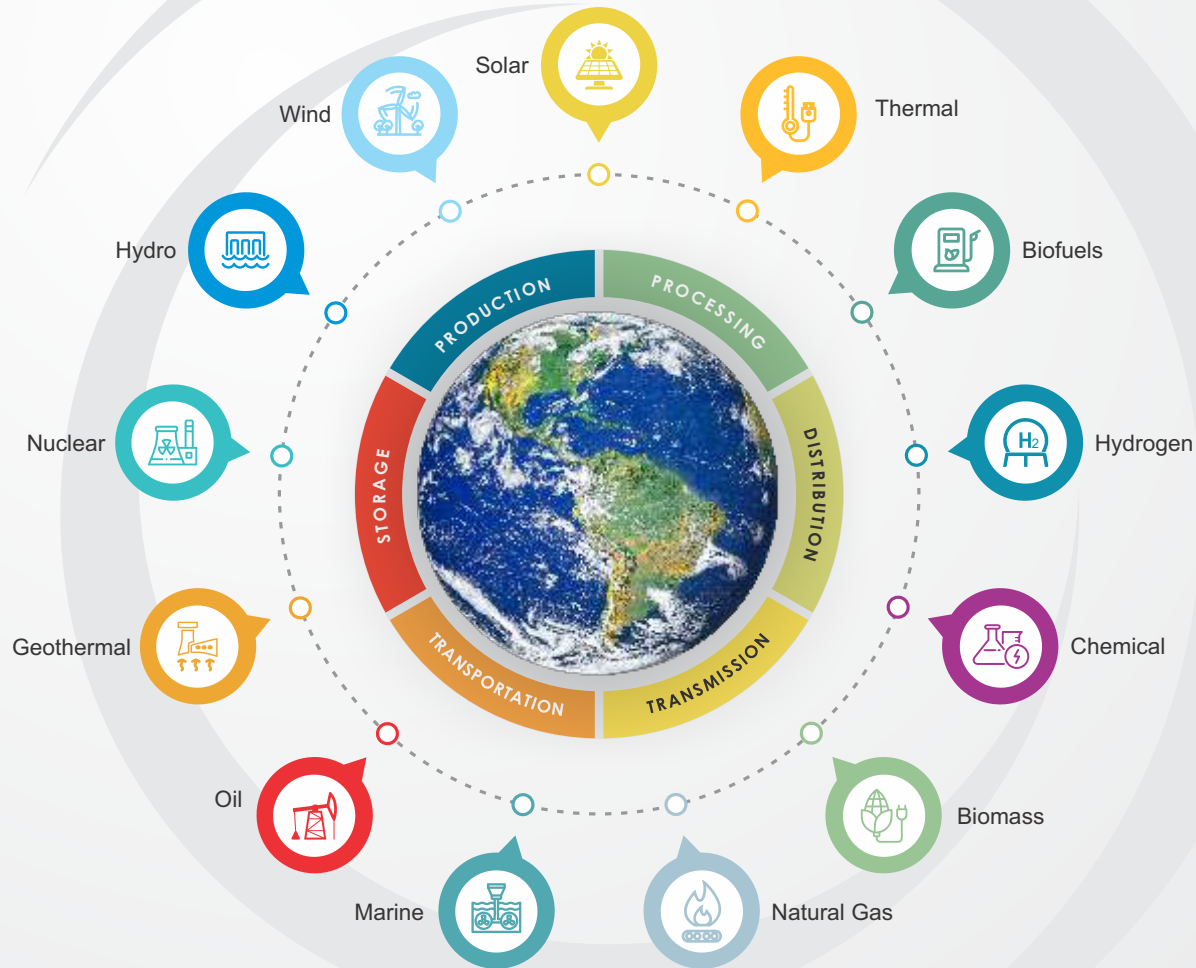 Solar
Thermal
Wind
Biofuels
Hydro
Hydrogen
H2
Nuclear
Chemical
Geothermal
Biomass
Oil
Natural Gas
Marine
PRODUCTION
PROCESSING
DISTRIBUTION
TRANSMISSION
TRANSPORTATION
STORAGE